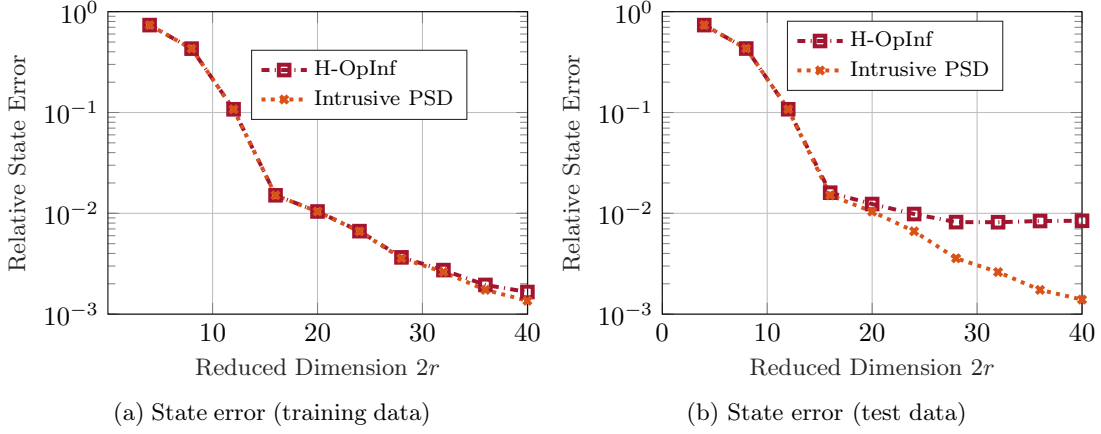 10^0
10^-1
10^-2
10^-3
Relative State Error
H-OpInf
Intrusive PSD
10
20
30
40
Reduced Dimension 2r
(a) State error (training data)
10^0
10^-1
10^-2
10^-3
Relative State Error
H-OpInf
Intrusive PSD
0
10
20
30
40
Reduced Dimension 2r
(b) State error (test data)